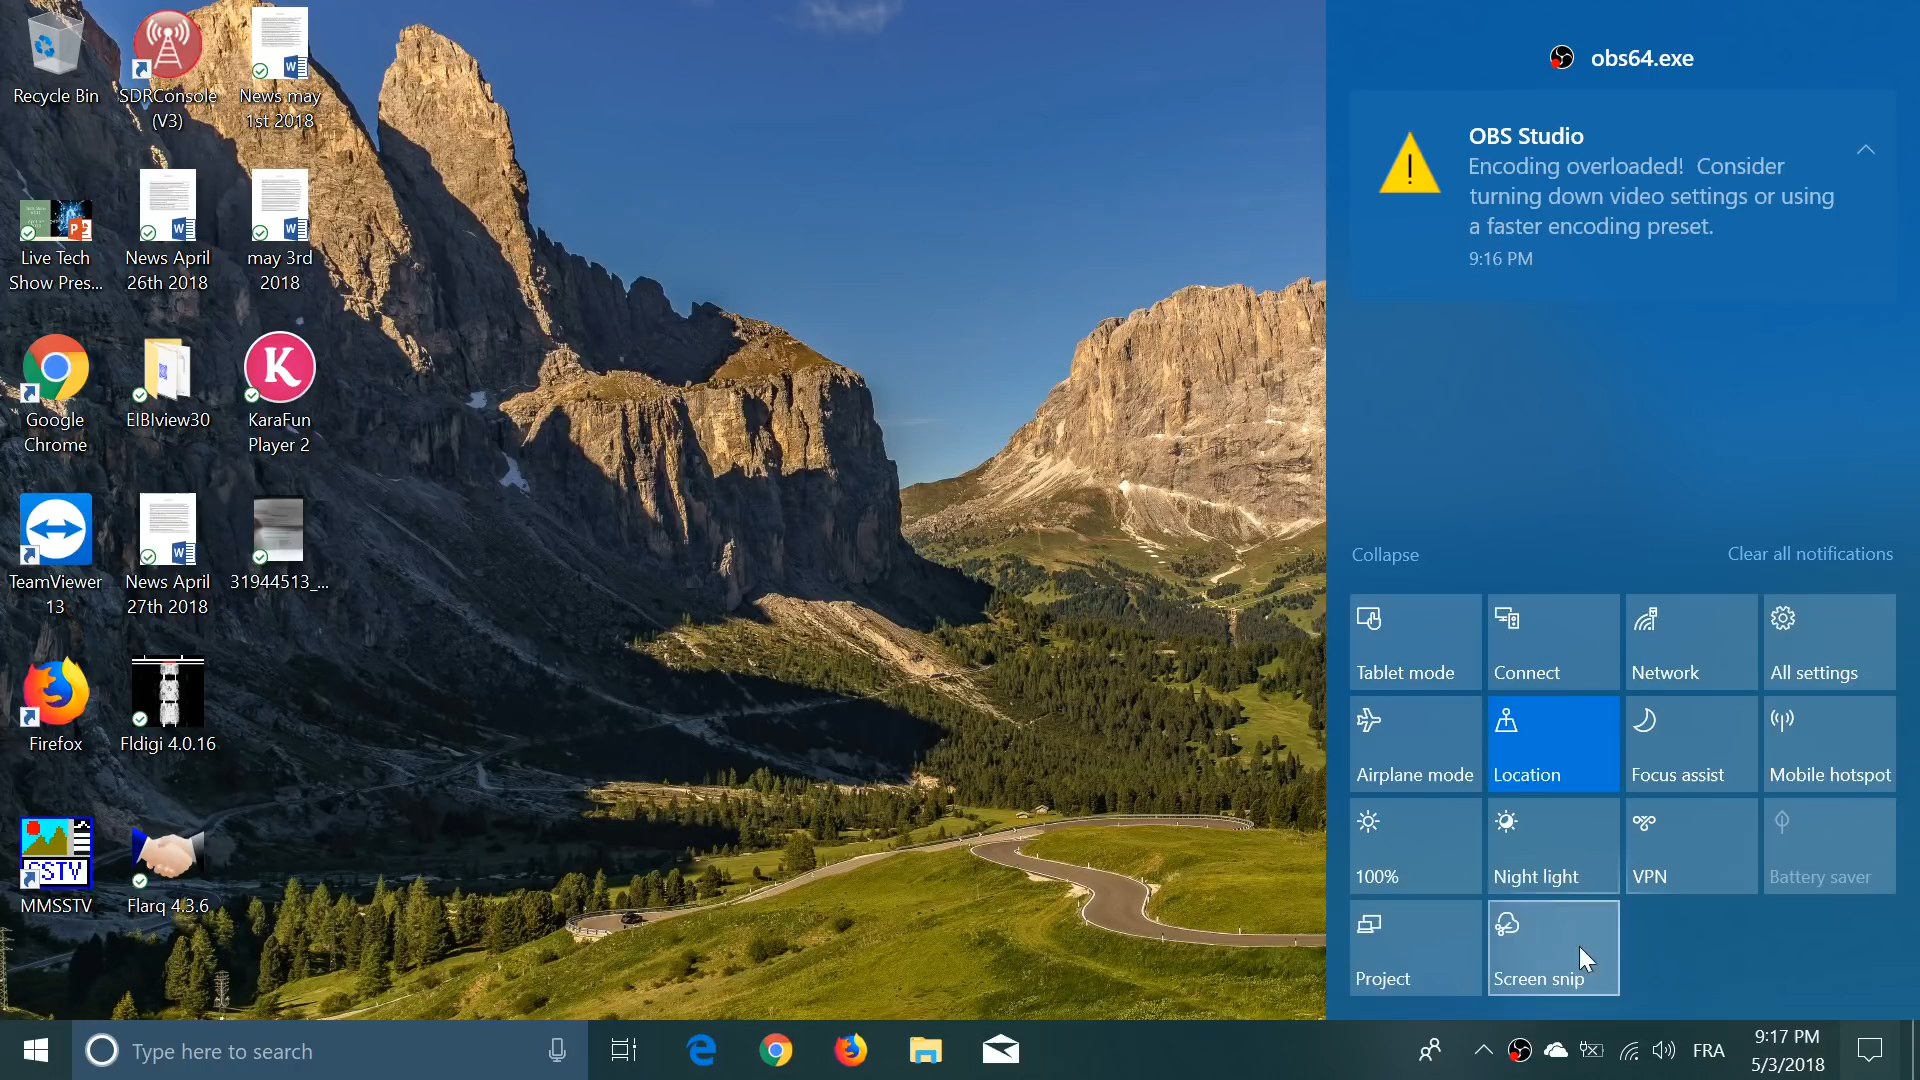 Recycle Bin
SDRConsole
(V3)
News may
1st 2018
Live Tech
Show Pres...
News April
26th 2018
may 3rd
2018
Google
Chrome
EIBIview30
K
KaraFun
Player 2
TeamViewer
13
News April
27th 2018
31944513_...
Firefox
Fldigi 4.0.16
SSTV
MMSSTV
Flarq 4.3.6
obs64.exe
OBS Studio
Encoding overloaded! Consider
turning down video settings or using
a faster encoding preset.
9:16 PM
Collapse
Clear all notifications
Tablet mode
Connect
Network
All settings
Airplane mode
Location
Focus assist
Mobile hotspot
100%
Night light
VPN
Battery saver
Project
Screen snip
Type here to search
FRA
9:17 PM
5/3/2018